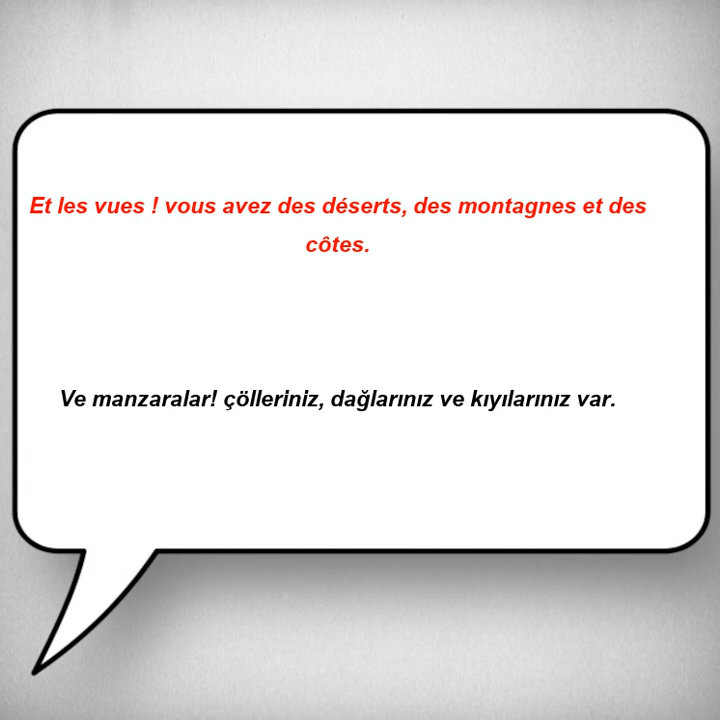 Et les vues ! vous avez des déserts, des montagnes et des
côtes.
Ve manzaralar! çölleriniz, dağlarınız ve kıyılarınız var.